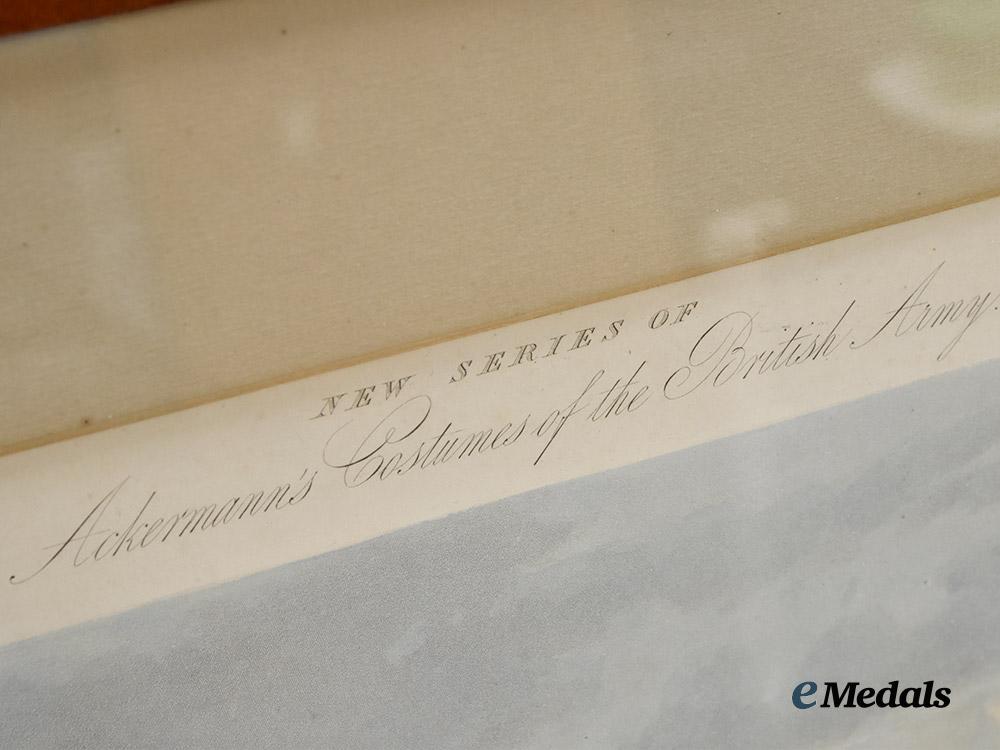 NEW SERIES OF
Ackermann's Costumes of the British Army.
eMedals